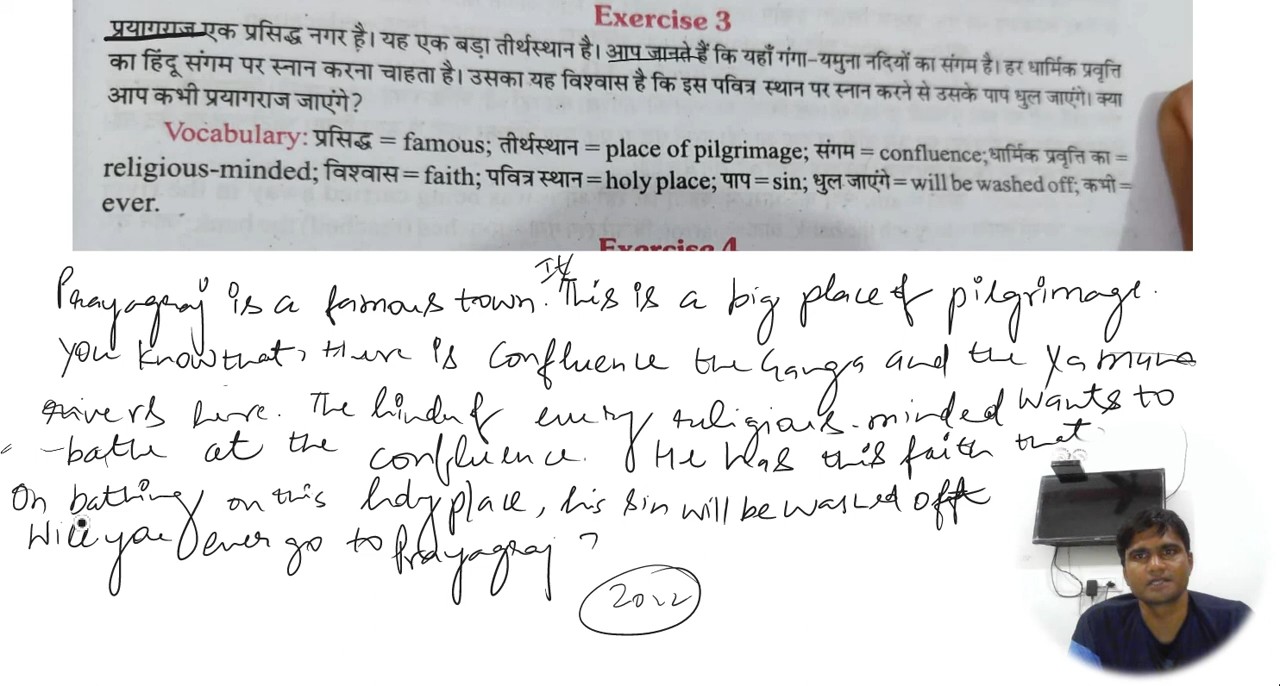 Exercise 3
प्रयागराज एक प्रसिद्ध नगर है। यह एक बड़ा तीर्थस्थान है। आप जानते हैं कि यहाँ गंगा-यमुना नदियों का संगम है। हर धार्मिक प्रवृत्ति
का हिंदू संगम पर स्नान करना चाहता है। उसका यह विश्वास है कि इस पवित्र स्थान पर स्नान करने से उसके पाप धुल जाएंगे। क्या
आप कभी प्रयागराज जाएंगे?
Vocabulary: प्रसिद्ध = famous; तीर्थस्थान = place of pilgrimage; संगम = confluence; धार्मिक प्रवृत्ति का =
religious-minded; विश्वास = faith; पवित्र स्थान = holy place; पाप = sin; धुल जाएंगे = will be washed off; कभी =
ever.
Exercise 4
It
Prayagraj is a famous town. This is a big place of pilgrimage.
You know that, there is confluence the Ganga and the Yamuna
rivers here. The hindu of every religious-minded wants to
bathe at the confluence. He has this faith that
On bathing on this holy place, his sin will be washed off
Will you ever go to Prayagraj?
2022